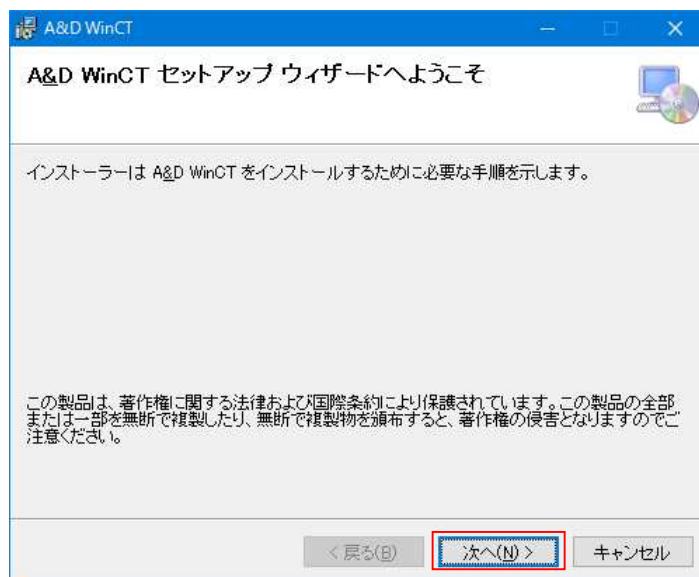 A&D WinCT
A&D WinCT セットアップ ウィザードへようこそ
インストーラーは A&D WinCT をインストールするために必要な手順を示します。
この製品は、著作権に関する法律および国際条約により保護されています。この製品の全部
または一部を無断で複製したり、無断で複製物を頒布すると、著作権の侵害となりますのでご
注意ください。
< 戻る(B)
次へ(N) >
キャンセル